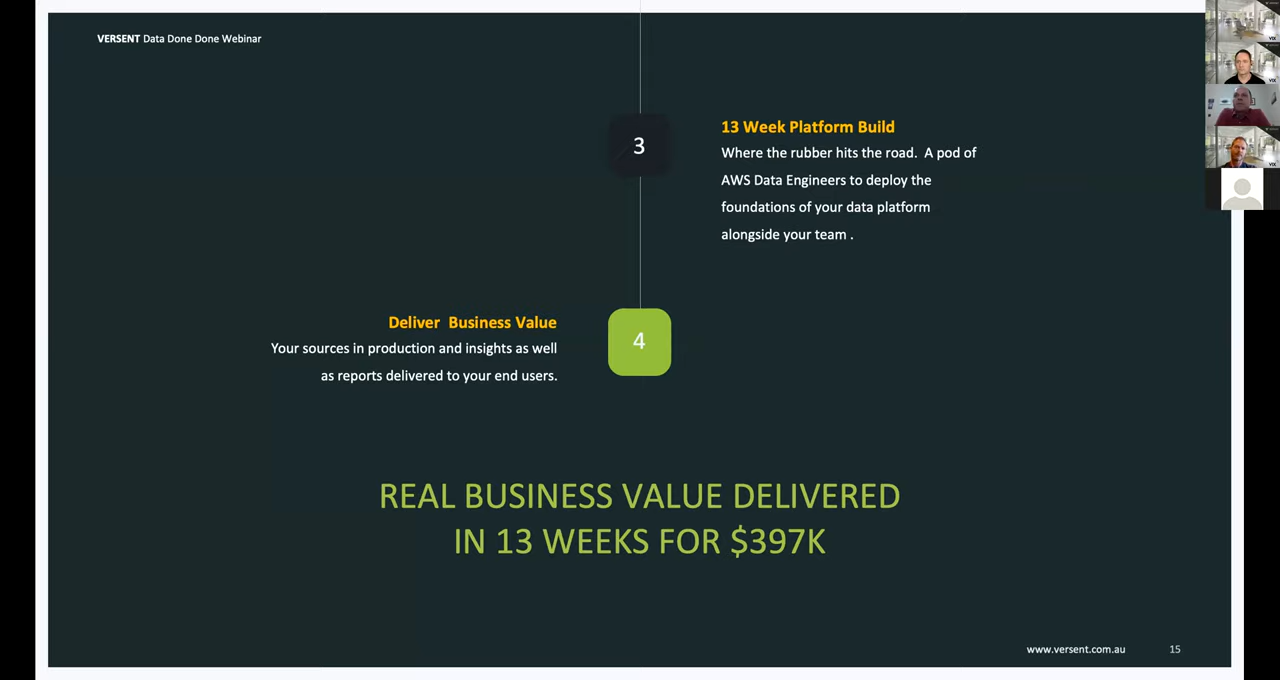 VERSENT Data Done Done Webinar
3
13 Week Platform Build
Where the rubber hits the road.  A pod of
AWS Data Engineers to deploy the
foundations of your data platform
alongside your team .
Deliver  Business Value
Your sources in production and insights as well
as reports delivered to your end users.
4
REAL BUSINESS VALUE DELIVERED
IN 13 WEEKS FOR $397K
www.versent.com.au
15